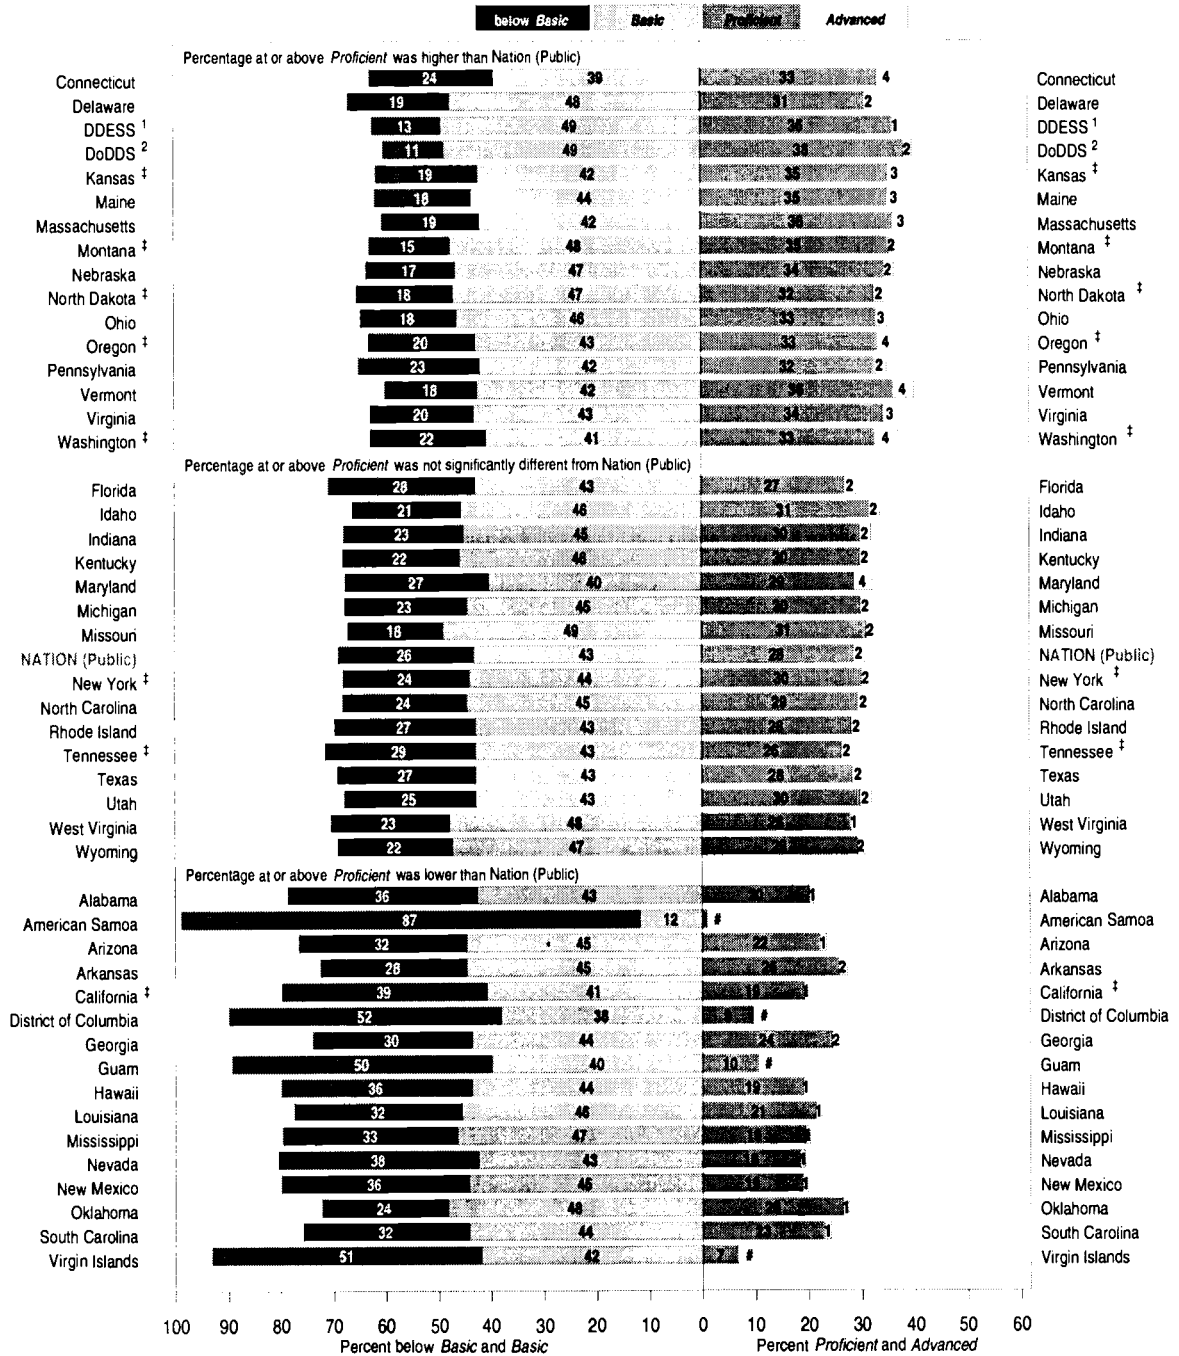 below Basic Basic Proficient Advanced
Percentage at or above Proficient was higher than Nation (Public)
Connecticut 24 39 33 4 Connecticut
Delaware 19 48 31 2 Delaware
DDESS 1 13 49 36 1 DDESS 1
DoDDS 2 11 49 38 2 DoDDS 2
Kansas ‡ 19 42 35 3 Kansas ‡
Maine 18 44 35 3 Maine
Massachusetts 19 42 36 3 Massachusetts
Montana ‡ 15 48 35 2 Montana ‡
Nebraska 17 47 34 2 Nebraska
North Dakota ‡ 18 47 32 2 North Dakota ‡
Ohio 18 46 33 3 Ohio
Oregon ‡ 20 43 33 4 Oregon ‡
Pennsylvania 23 42 32 2 Pennsylvania
Vermont 18 42 36 4 Vermont
Virginia 20 43 34 3 Virginia
Washington ‡ 22 41 33 4 Washington ‡
Percentage at or above Proficient was not significantly different from Nation (Public)
Florida 28 43 27 2 Florida
Idaho 21 46 31 2 Idaho
Indiana 23 45 30 2 Indiana
Kentucky 22 46 30 2 Kentucky
Maryland 27 40 29 4 Maryland
Michigan 23 45 30 2 Michigan
Missouri 18 49 31 2 Missouri
NATION (Public) 26 43 28 2 NATION (Public)
New York ‡ 24 44 30 2 New York ‡
North Carolina 24 45 29 2 North Carolina
Rhode Island 27 43 28 2 Rhode Island
Tennessee ‡ 29 43 26 2 Tennessee ‡
Texas 27 43 28 2 Texas
Utah 25 43 30 2 Utah
West Virginia 23 48 28 1 West Virginia
Wyoming 22 47 2 Wyoming
Percentage at or above Proficient was lower than Nation (Public)
Alabama 36 43 1 Alabama
American Samoa 87 12 # American Samoa
Arizona 32 45 22 1 Arizona
Arkansas 28 45 2 Arkansas
California ‡ 39 41 1 California ‡
District of Columbia 52 38 9 # District of Columbia
Georgia 30 44 24 2 Georgia
Guam 50 40 10 # Guam
Hawaii 36 44 19 1 Hawaii
Louisiana 32 46 21 1 Louisiana
Mississippi 33 47 Mississippi
Nevada 38 43 1 Nevada
New Mexico 36 45 1 New Mexico
Oklahoma 24 48 1 Oklahoma
South Carolina 32 44 23 1 South Carolina
Virgin Islands 51 42 7 # Virgin Islands
100 90 80 70 60 50 40 30 20 10 0 10 20 30 40 50 60
Percent below Basic and Basic Percent Proficient and Advanced